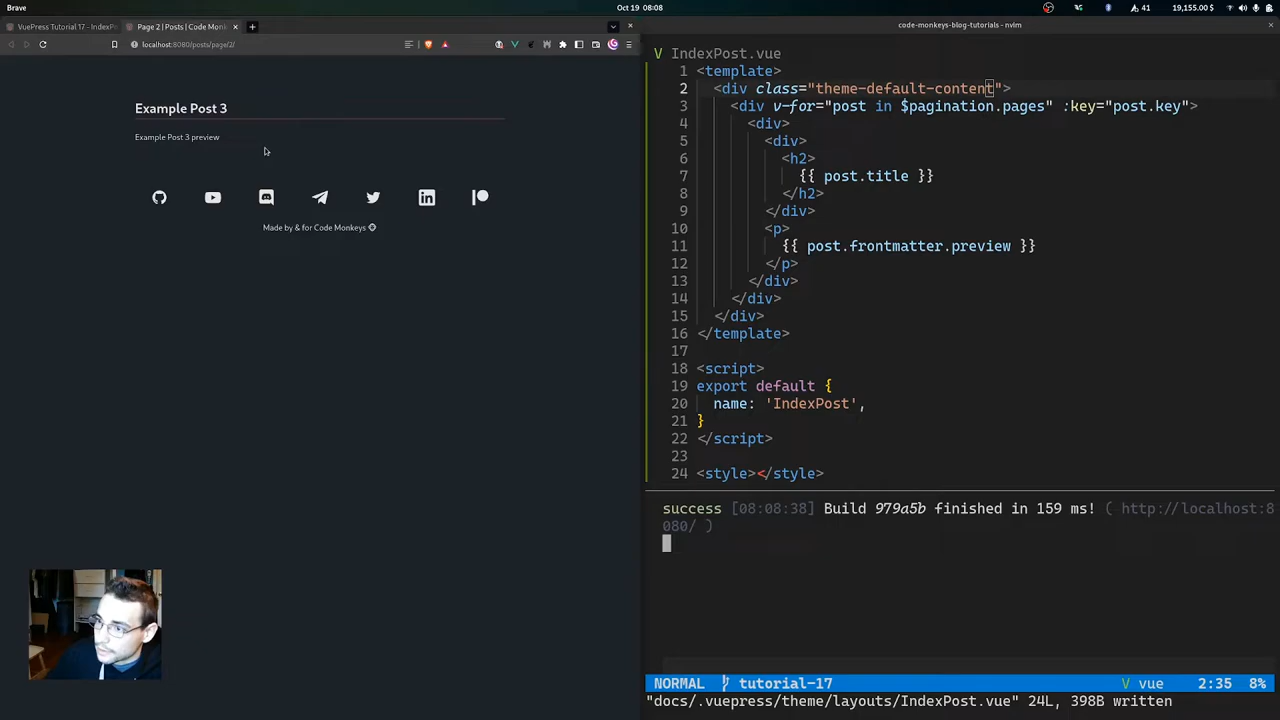 Brave
Oct 19 08:08
41
19,155.00 $
VuePress Tutorial 17 - IndexP
Page 2 | Posts | Code Monk
code-monkeys-blog-tutorials - nvim
localhost:8080/posts/page/2/
Example Post 3
Example Post 3 preview
Made by & for Code Monkeys
V IndexPost.vue
1 <template>
2 <div class="theme-default-content">
3 <div v-for="post in $pagination.pages" :key="post.key">
4 <div>
5 <div>
6 <h2>
7 {{ post.title }}
8 </h2>
9 </div>
10 <p>
11 {{ post.frontmatter.preview }}
12 </p>
13 </div>
14 </div>
15 </div>
16 </template>
17
18 <script>
19 export default {
20 name: 'IndexPost',
21 }
22 </script>
23
24 <style></style>
success [08:08:38] Build 979a5b finished in 159 ms! ( http://localhost:8
080/ )
NORMAL tutorial-17 V vue 2:35 8%
"docs/.vuepress/theme/layouts/IndexPost.vue" 24L, 398B written